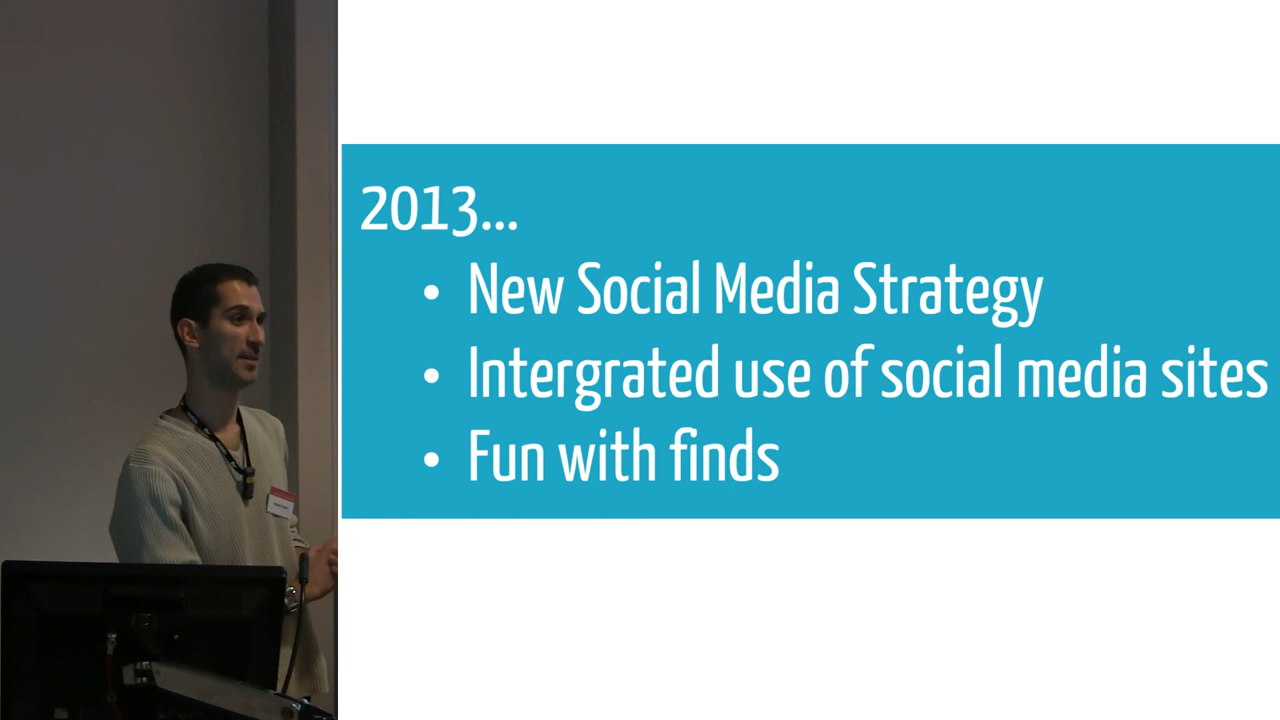 2013...
• New Social Media Strategy
• Intergrated use of social media sites
• Fun with finds